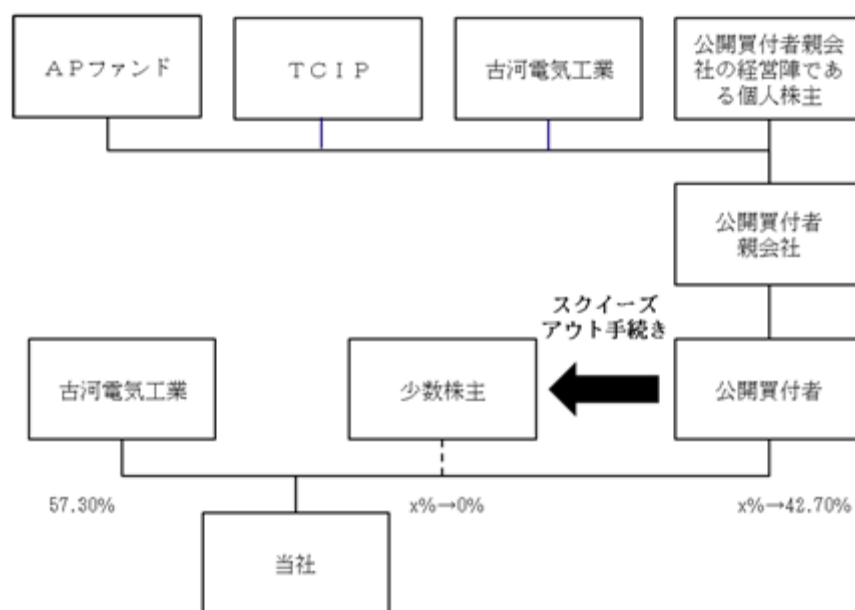 APファンド
TCIP
古河電気工業
公開買付者親会
社の経営陣であ
る個人株主
公開買付者
親会社
スクイーズ
アウト手続き
古河電気工業
少数株主
公開買付者
57.30%
x%→0%
x%→42.70%
当社